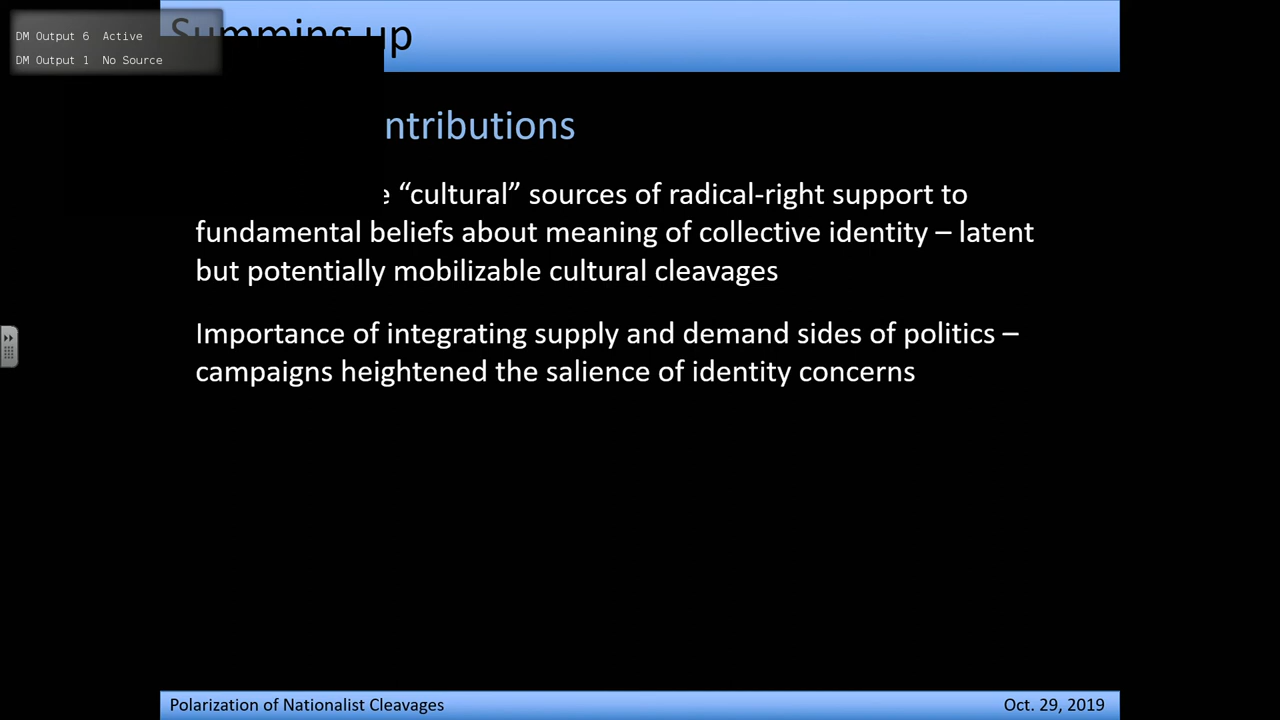 DM Output 6 Active
DM Output 1 No Source
Summing up
ntributions
e “cultural” sources of radical-right support to
fundamental beliefs about meaning of collective identity – latent
but potentially mobilizable cultural cleavages
Importance of integrating supply and demand sides of politics –
campaigns heightened the salience of identity concerns
Polarization of Nationalist Cleavages
Oct. 29, 2019